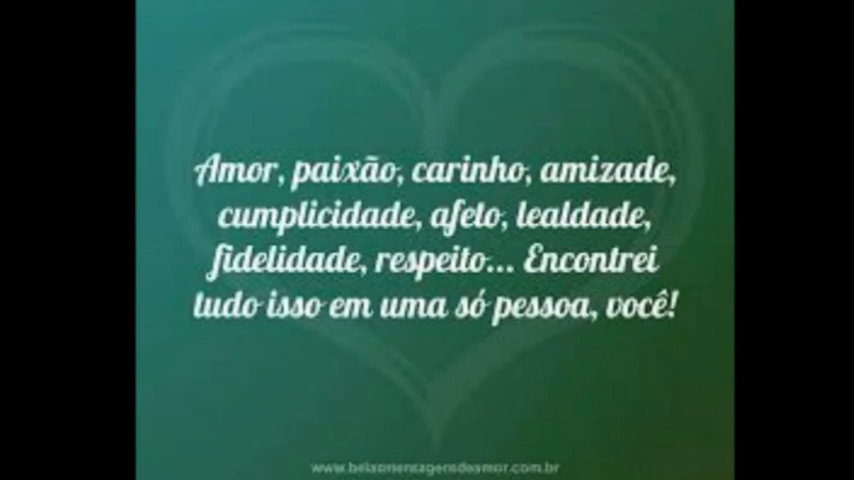 Amor, paixão, carinho, amizade,
cumplicidade, afeto, lealdade,
fidelidade, respeito... Encontrei
tudo isso em uma só pessoa, você!
www.belasmensagensdeamor.com.br